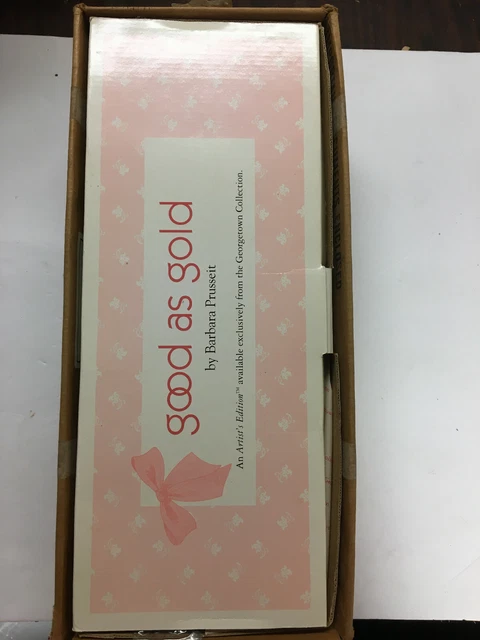 good as gold
by Barbara Prusseit
An Artist's Edition™ available exclusively from the Georgetown Collection.